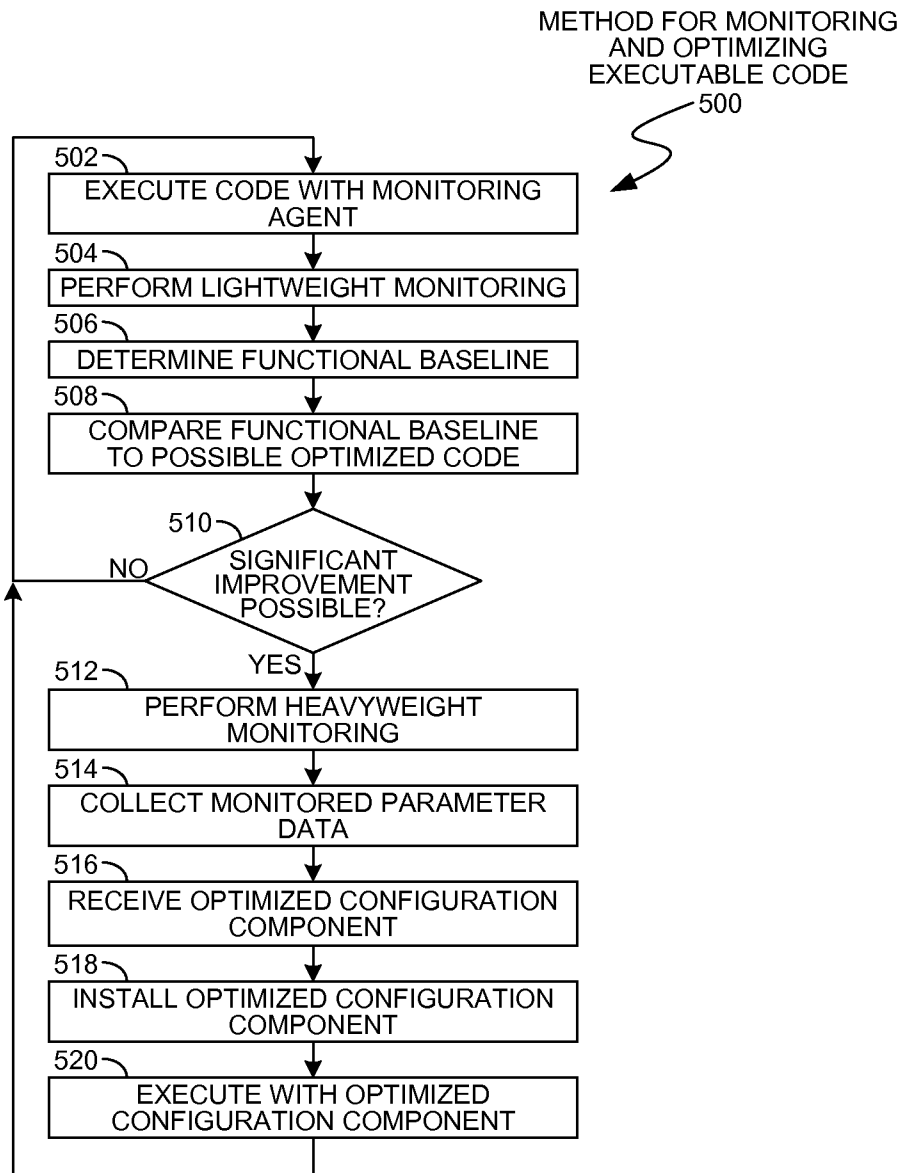 METHOD FOR MONITORING
AND OPTIMIZING
EXECUTABLE CODE
500
502
EXECUTE CODE WITH MONITORING
AGENT
504
PERFORM LIGHTWEIGHT MONITORING
506
DETERMINE FUNCTIONAL BASELINE
508
COMPARE FUNCTIONAL BASELINE
TO POSSIBLE OPTIMIZED CODE
510
SIGNIFICANT
IMPROVEMENT
POSSIBLE?
NO
YES
512
PERFORM HEAVYWEIGHT
MONITORING
514
COLLECT MONITORED PARAMETER
DATA
516
RECEIVE OPTIMIZED CONFIGURATION
COMPONENT
518
INSTALL OPTIMIZED CONFIGURATION
COMPONENT
520
EXECUTE WITH OPTIMIZED
CONFIGURATION COMPONENT